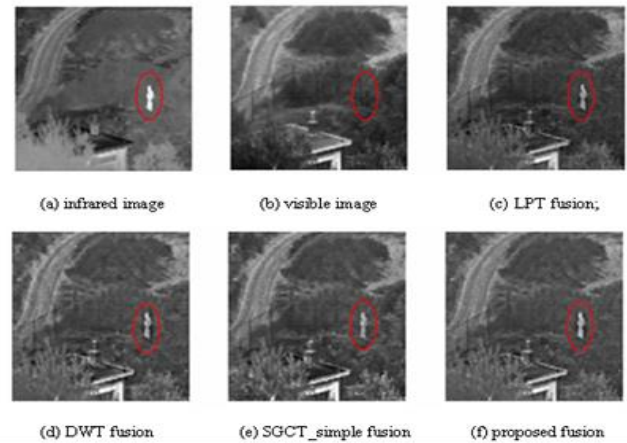 (a) infrared image
(b) visible image
(c) LPT fusion;
(d) DWT fusion
(e) SGCT_simple fusion
(f) proposed fusion